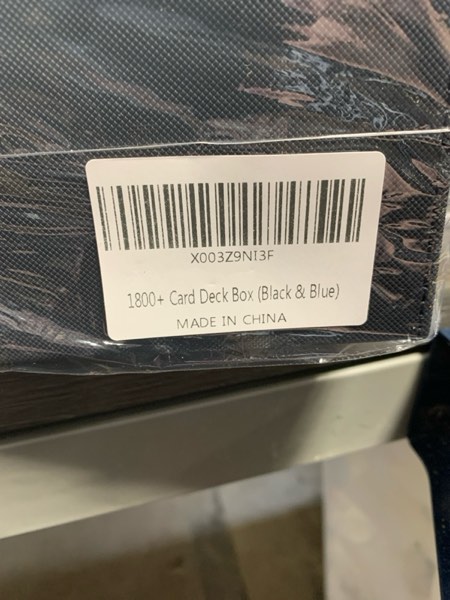 X003Z9NI3F
1800+ Card Deck Box (Black & Blue)
MADE IN CHINA